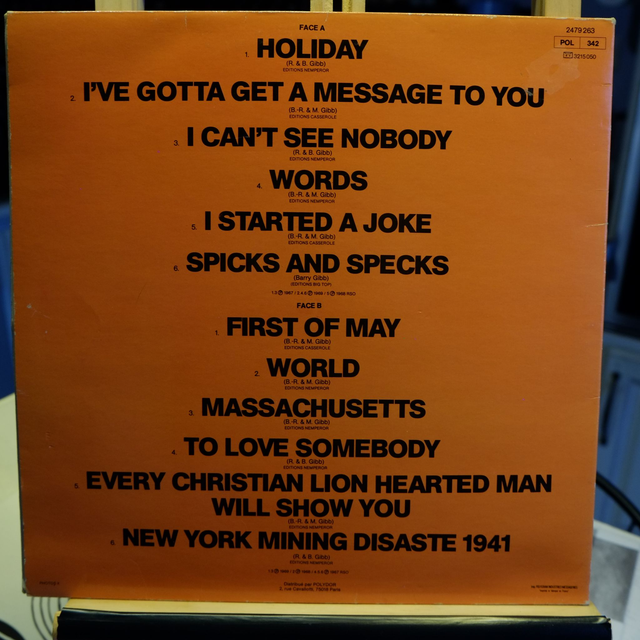 FACE A
2479 263
POL 342
1. HOLIDAY
(R. & B. Gibb)
EDITIONS NEMPEROR
2. I'VE GOTTA GET A MESSAGE TO YOU
(B.-R. & M. Gibb)
EDITIONS CASSEROLE
3. I CAN'T SEE NOBODY
(R. & B. Gibb)
EDITIONS NEMPEROR
4. WORDS
(B.-R. & M. Gibb)
EDITIONS NEMPEROR
5. I STARTED A JOKE
(B.-R. & M. Gibb)
EDITIONS CASSEROLE
6. SPICKS AND SPECKS
(Barry Gibb)
(EDITIONS BIG TOP)
FACE B
1. FIRST OF MAY
(B.-R. & M. Gibb)
EDITIONS CASSEROLE
2. WORLD
(B.-R. & M. Gibb)
EDITIONS NEMPEROR
3. MASSACHUSETTS
(B.-R. & M. Gibb)
EDITIONS NEMPEROR
4. TO LOVE SOMEBODY
(R. & B. Gibb)
EDITIONS NEMPEROR
5. EVERY CHRISTIAN LION HEARTED MAN
WILL SHOW YOU
(B.-R. & M. Gibb)
EDITIONS NEMPEROR
6. NEW YORK MINING DISASTE 1941
(R. & B. Gibb)
EDITIONS NEMPEROR
Distribué par POLYDOR